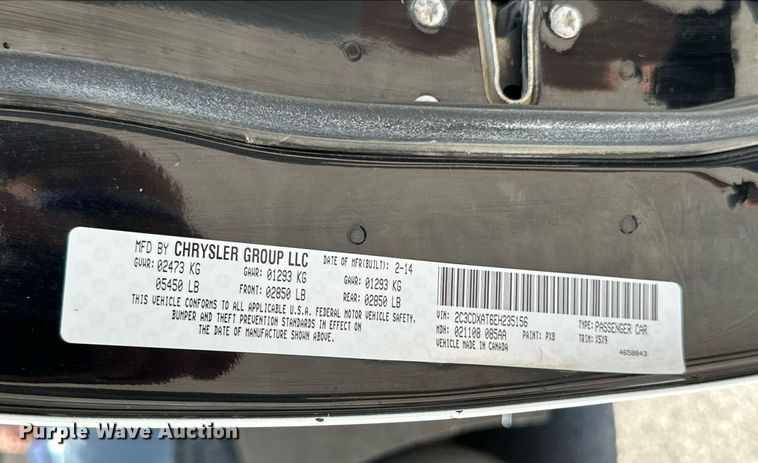 MFD BY CHRYSLER GROUP LLC DATE OF MFR(BUILT): 2-14
GVWR: 02473 KG GAWR: 01293 KG GAWR: 01293 KG
05450 LB FRONT: 02850 LB REAR: 02850 LB
THIS VEHICLE CONFORMS TO ALL APPLICABLE U.S.A. FEDERAL MOTOR VEHICLE SAFETY,
BUMPER AND THEFT PREVENTION STANDARDS IN EFFECT ON
THE DATE OF MANUFACTURE SHOWN ABOVE.
VIN: 2C3CDXAT6EH235156 TYPE: PASSENGER CAR
MDH: 021108 085AA PAINT: PX8 TRIM: X5X9
VEHICLE MADE IN CANADA 4658843
Purple Wave Auction